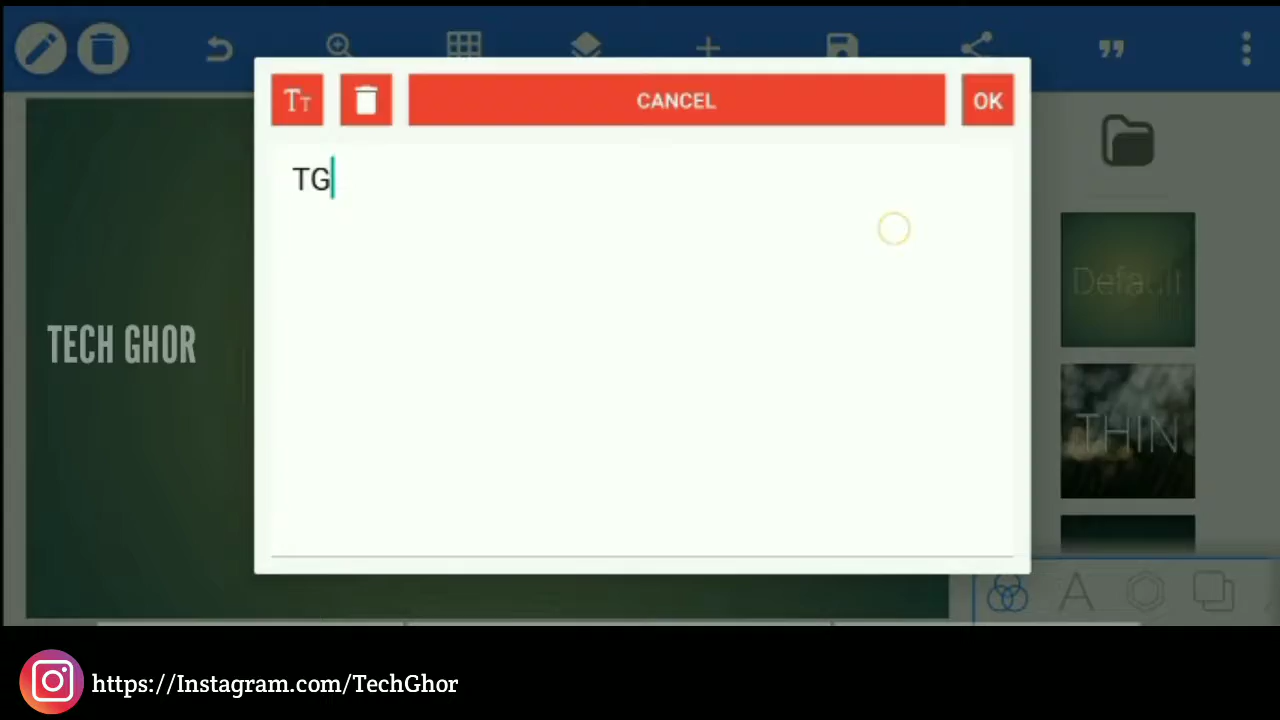 CANCEL
OK
TG
TECH GHOR
Default
THIN
https://Instagram.com/TechGhor